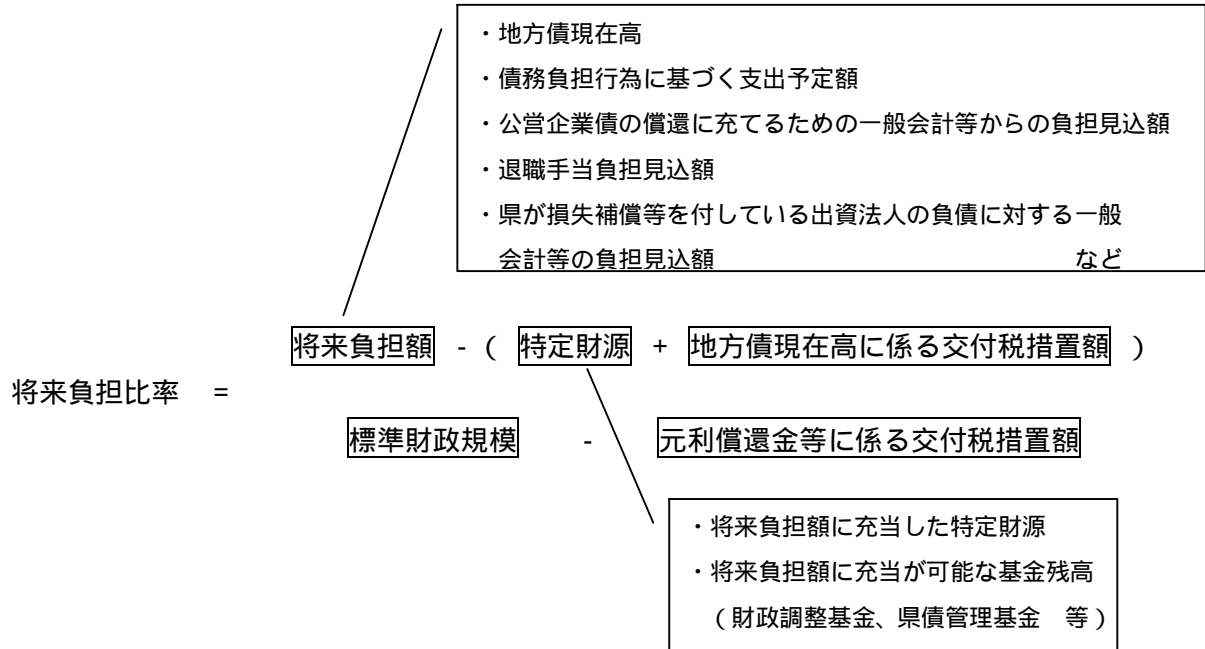 ・地方債現在高
・債務負担行為に基づく支出予定額
・公営企業債の償還に充てるための一般会計等からの負担見込額
・退職手当負担見込額
・県が損失補償等を付している出資法人の負債に対する一般
会計等の負担見込額 など
将来負担額 - ( 特定財源 + 地方債現在高に係る交付税措置額 )
将来負担比率 =
標準財政規模 - 元利償還金等に係る交付税措置額
・将来負担額に充当した特定財源
・将来負担額に充当が可能な基金残高
(財政調整基金、県債管理基金 等)